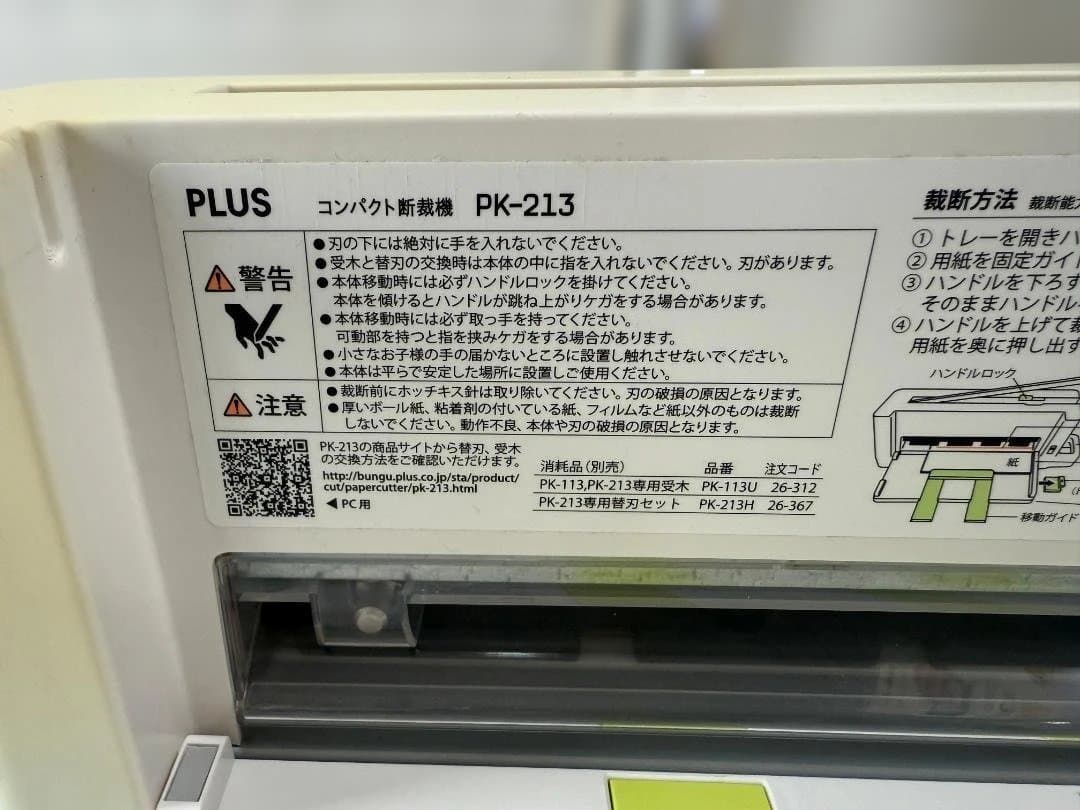 PLUS コンパクト断裁機 PK-213
警告
●刃の下には絶対に手を入れないでください。
●受木と替刃の交換時は本体の中に指を入れないでください。刃があります。
●本体移動時には必ずハンドルロックを掛けてください。
本体を傾けるとハンドルが跳ね上がりケガをする場合があります。
●本体移動時には必ず取っ手を持ってください。
可動部を持つと指を挟みケガをする場合があります。
●小さなお子様の手の届かないところに設置し触れさせないでください。
●本体は平らで安定した場所に設置しご使用ください。
注意
●裁断前にホッチキス針は取り除いてください。刃の破損の原因となります。
●厚いボール紙、粘着剤の付いている紙、フィルムなど紙以外のものは裁断
しないでください。動作不良、本体や刃の破損の原因となります。
PK-213の商品サイトから替刃、受木
の交換方法をご確認いただけます。
http://bungu.plus.co.jp/sta/product/
cut/papercutter/pk-213.html
◀PC用
消耗品(別売) 品番 注文コード
PK-113,PK-213専用受木 PK-113U 26-312
PK-213専用替刃セット PK-213H 26-367
裁断方法 裁断能
① トレーを開き
② 用紙を固定ガイ
③ ハンドルを下ろす
そのままハンドル
④ ハンドルを上げて
用紙を奥に押し出す
ハンドルロック
紙
移動ガイド